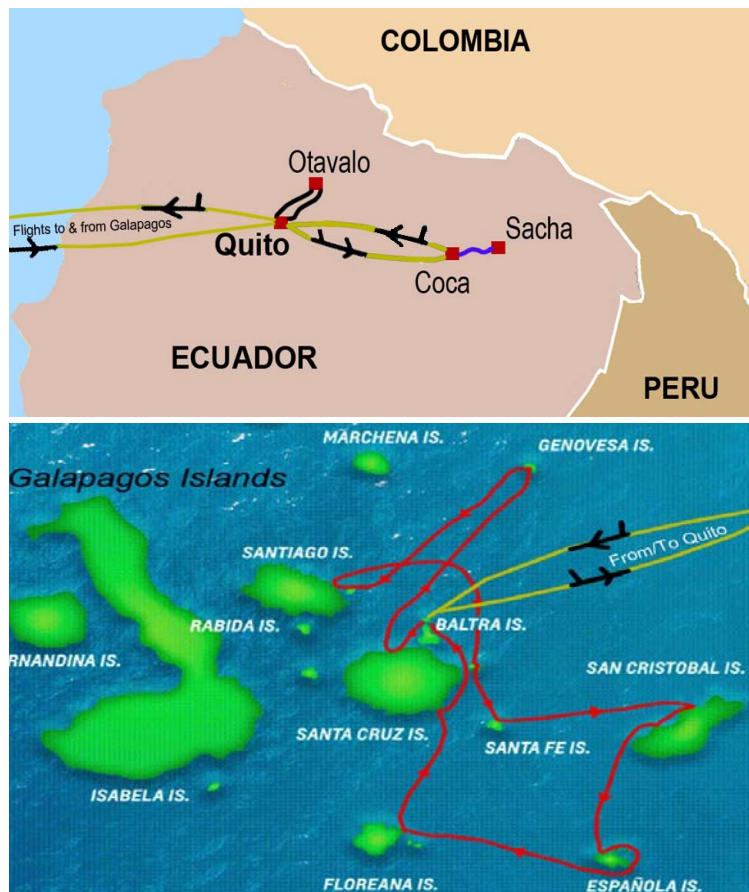 COLOMBIA
Otavalo
Flights to & from Galapagos
Quito
Sacha
Coca
ECUADOR
PERU
MARCHENA IS.
GENOVESA IS.
Galapagos Islands
From/To Quito
SANTIAGO IS.
RABIDA IS.
BALTRA IS.
RNANDINA IS.
SAN CRISTOBAL IS.
SANTA CRUZ IS.
SANTA FE IS.
ISABELA IS.
FLOREANA IS.
ESPAÑOLA IS.